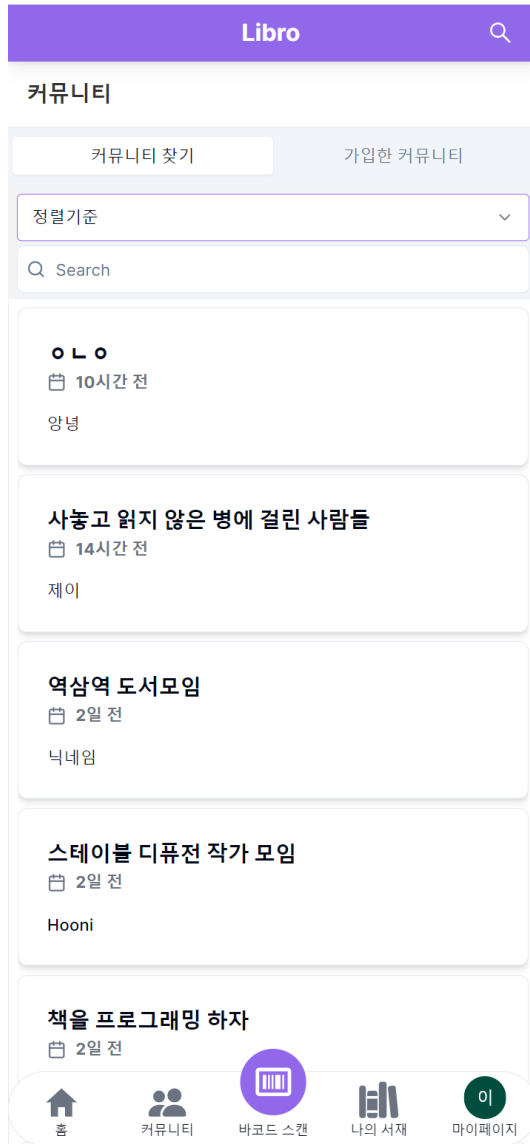 Libro
커뮤니티
커뮤니티 찾기
가입한 커뮤니티
정렬기준
Search
ㅇㄴㅇ
10시간 전
앙녕
사놓고 읽지 않은 병에 걸린 사람들
14시간 전
제이
역삼역 도서모임
2일 전
닉네임
스테이블 디퓨전 작가 모임
2일 전
Hooni
책을 프로그래밍 하자
2일 전
이
홈
커뮤니티
바코드 스캔
나의 서재
마이페이지